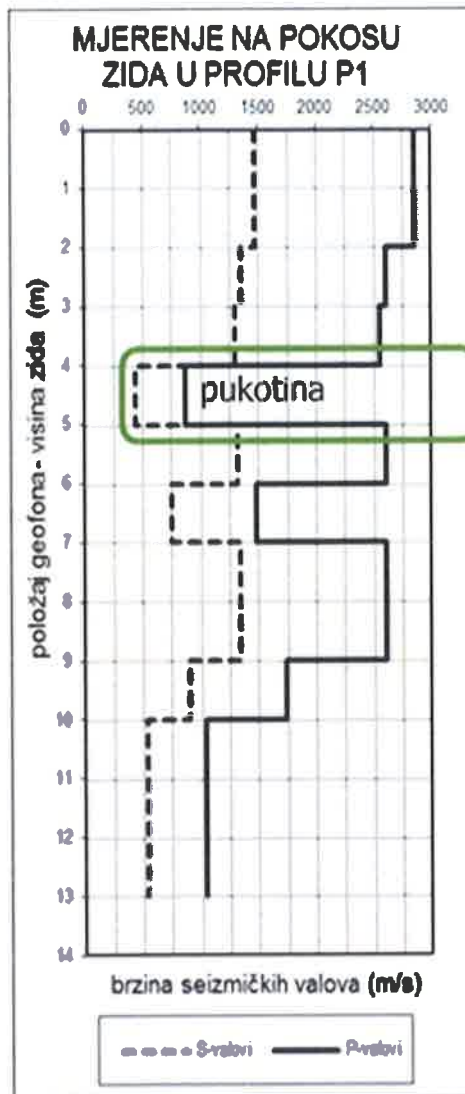 MJERENJE NA POKOSU
ZIDA U PROFILU P1
0 500 1000 1500 2000 2500 3000
0
1
2
3
4
pukotina
5
6
7
8
9
10
11
12
13
14
položaj geofona - visina zida (m)
brzina seizmičkih valova (m/s)
S-valovi P-valovi